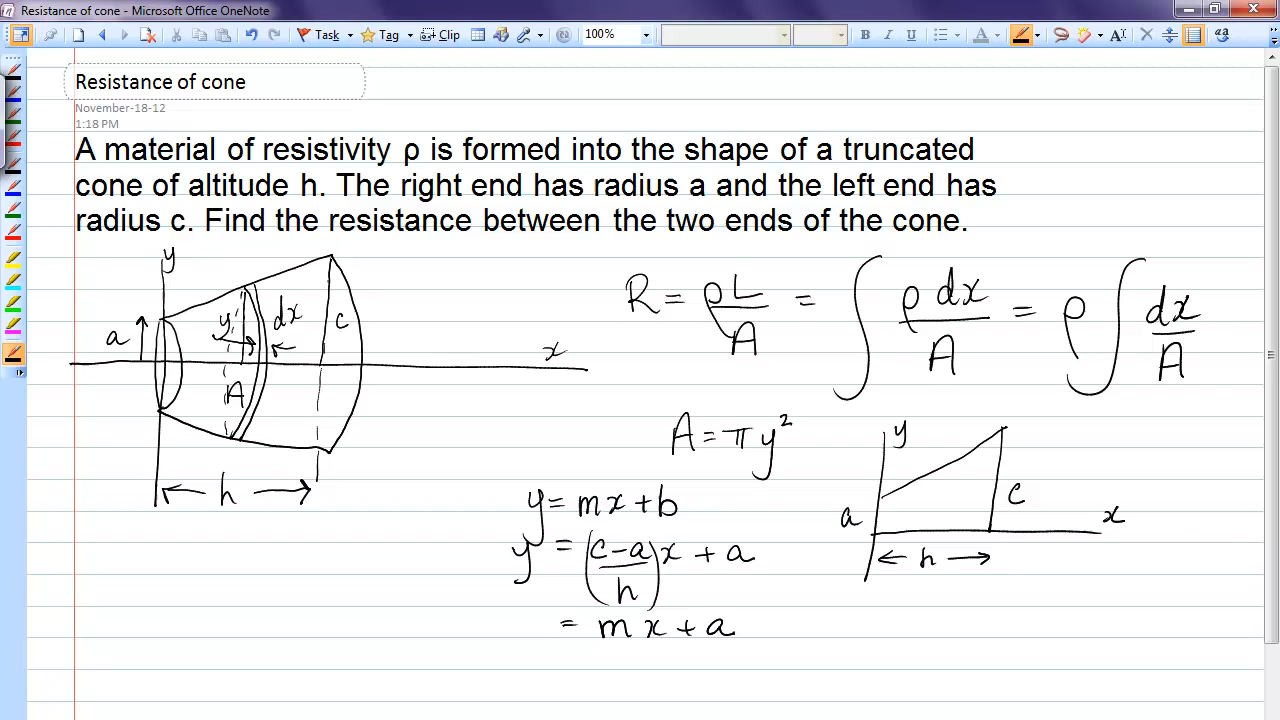 Resistance of cone - Microsoft Office OneNote
Task Tag Clip 100% B I U A
Resistance of cone
November-18-12
1:18 PM
A material of resistivity ρ is formed into the shape of a truncated
cone of altitude h. The right end has radius a and the left end has
radius c. Find the resistance between the two ends of the cone.
y
a y dx c x
A
h
R = ρL/A = ∫ ρ dx/A = ρ ∫ dx/A
A = πy²
y = mx + b
y = ((c-a)/h)x + a
= mx + a
y
a c x
h